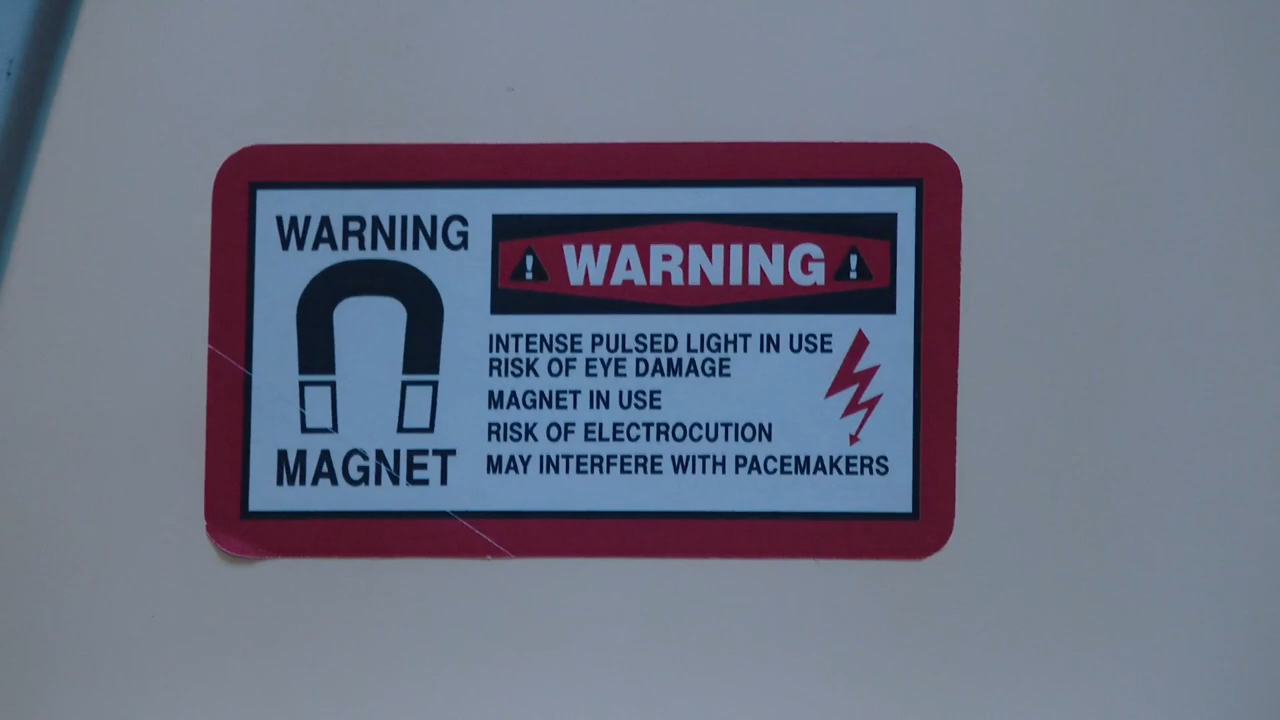 WARNING
MAGNET
WARNING
INTENSE PULSED LIGHT IN USE
RISK OF EYE DAMAGE
MAGNET IN USE
RISK OF ELECTROCUTION
MAY INTERFERE WITH PACEMAKERS